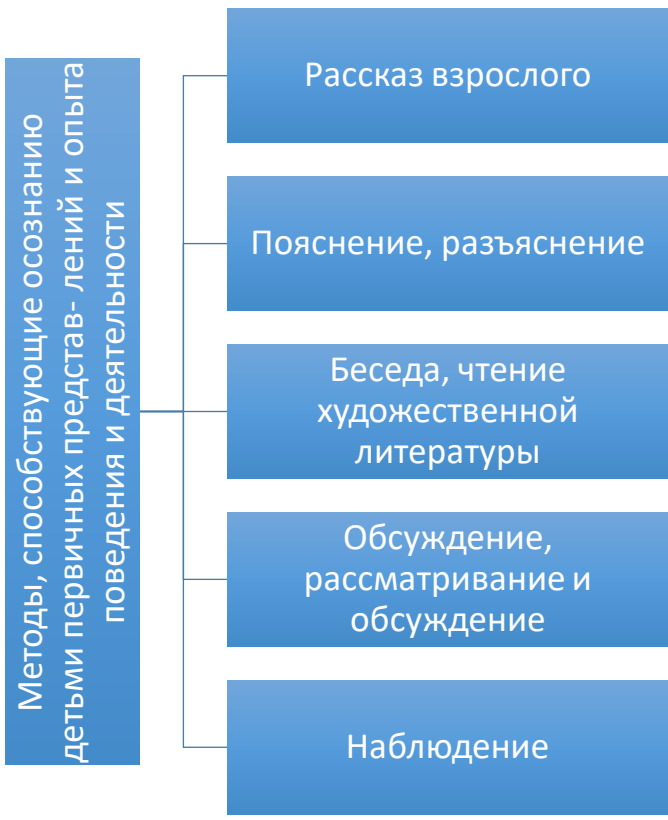 Методы, способствующие осознанию
детьми первичных представ- лений и опыта
поведения и деятельности
Рассказ взрослого
Пояснение, разъяснение
Беседа, чтение
художественной
литературы
Обсуждение,
рассматривание и
обсуждение
Наблюдение